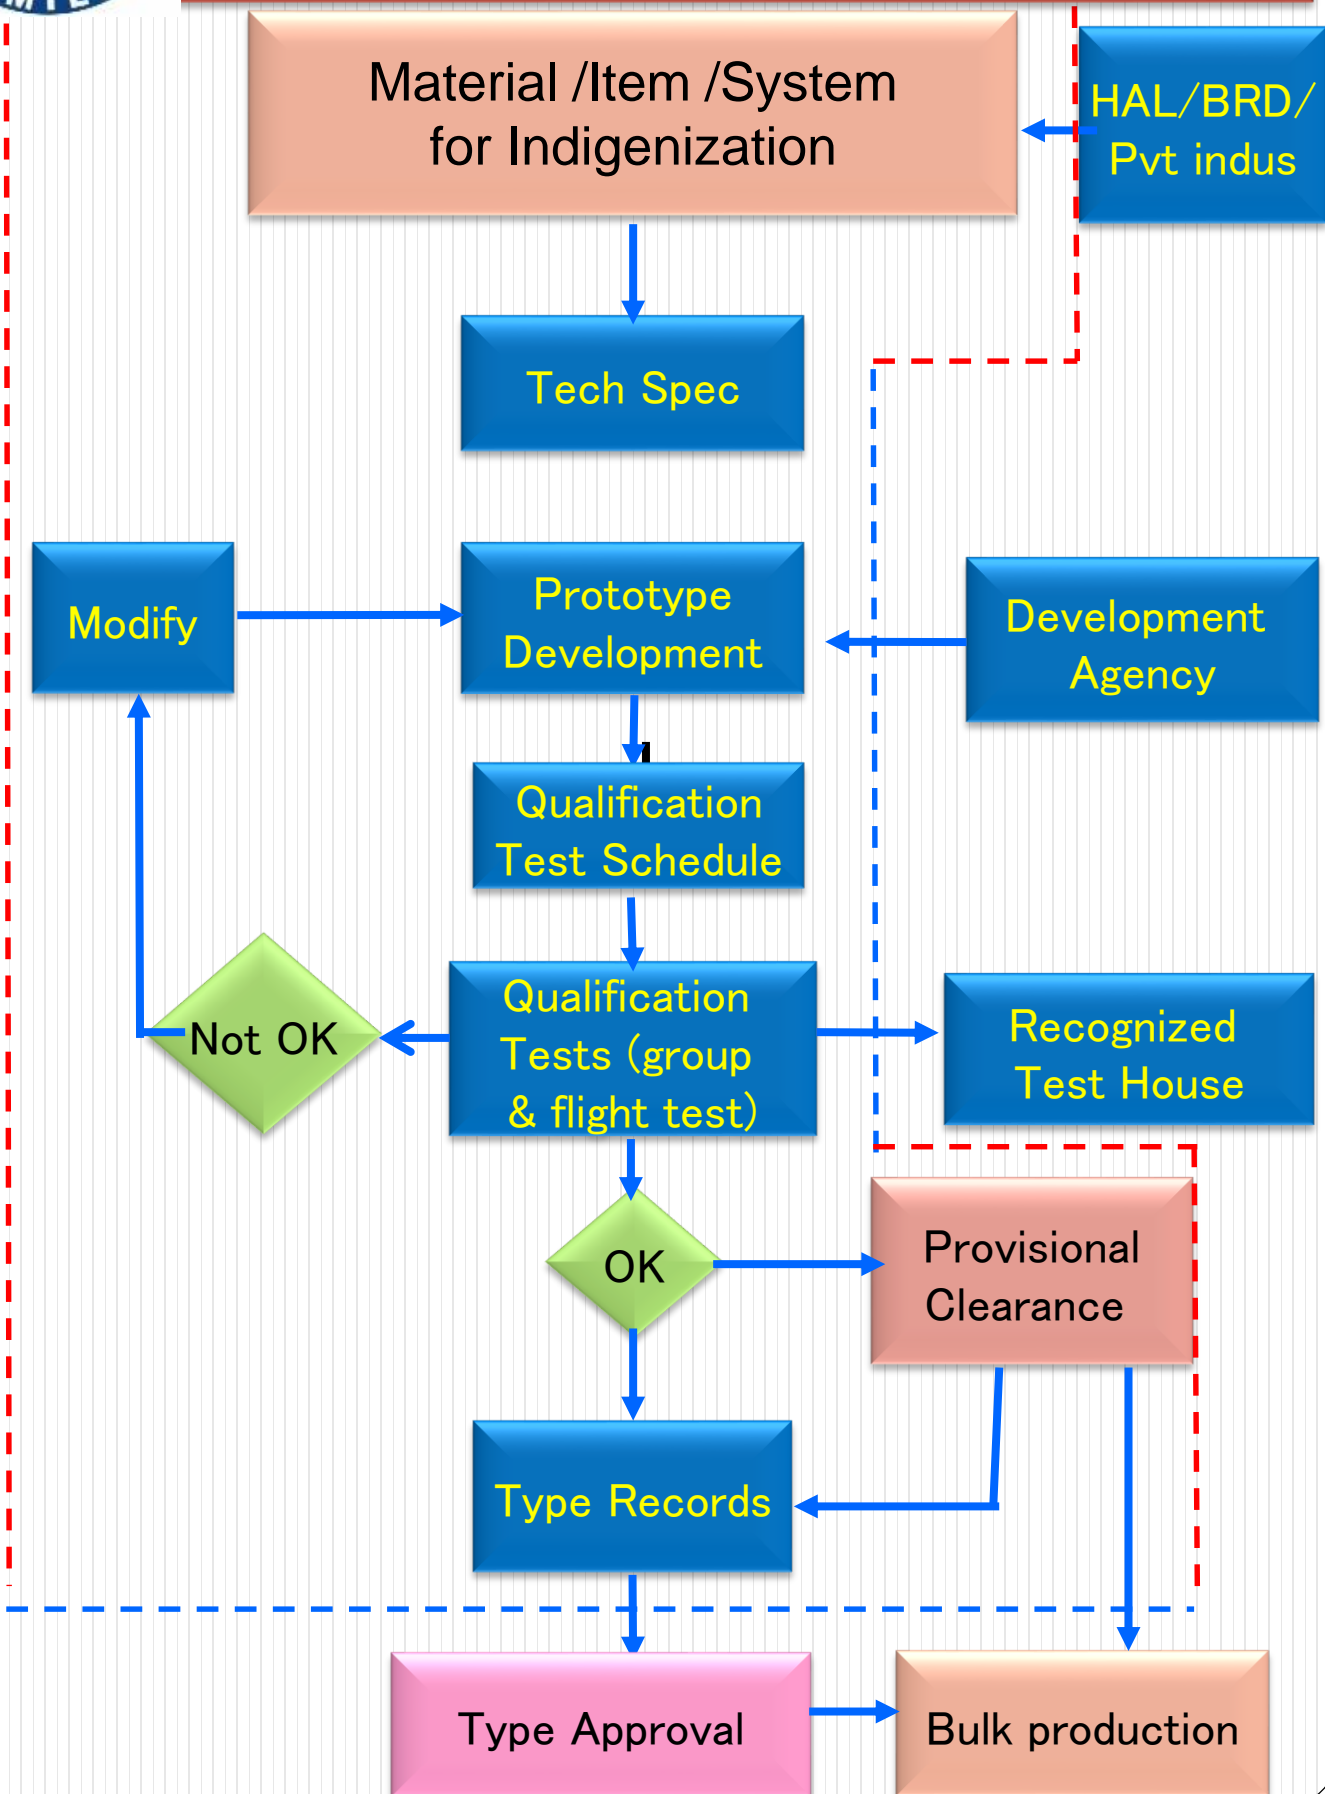 Material /Item /System
for Indigenization
HAL/BRD/
Pvt indus
Tech Spec
Modify
Prototype
Development
Development
Agency
Qualification
Test Schedule
Not OK
Qualification
Tests (group
& flight test)
Recognized
Test House
OK
Provisional
Clearance
Type Records
Type Approval
Bulk production